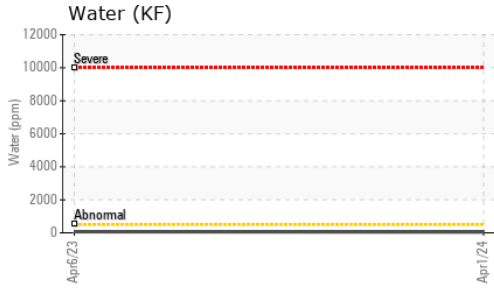 Water (KF)
12000
Severe
10000
8000
6000
4000
2000
Abnormal
0
Water (ppm)
Apr6/23
Apr1/24